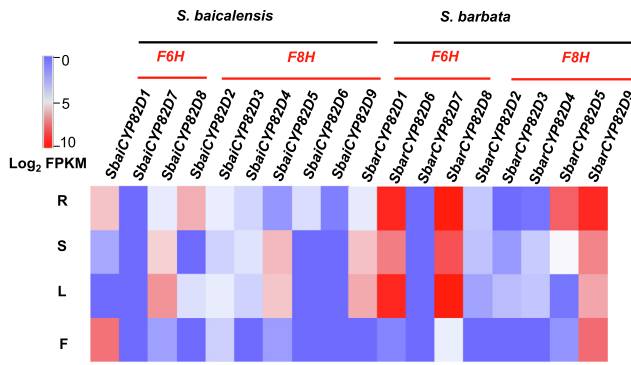 S. baicalensis S. barbata
F6H F8H F6H F8H
0
5
10
Log2 FPKM
SbaiCYP82D1
SbaiCYP82D7
SbaiCYP82D8
SbaiCYP82D2
SbaiCYP82D3
SbaiCYP82D4
SbaiCYP82D5
SbaiCYP82D6
SbaiCYP82D9
SbarCYP82D1
SbarCYP82D6
SbarCYP82D7
SbarCYP82D8
SbarCYP82D2
SbarCYP82D3
SbarCYP82D4
SbarCYP82D5
SbarCYP82D9
R
S
L
F